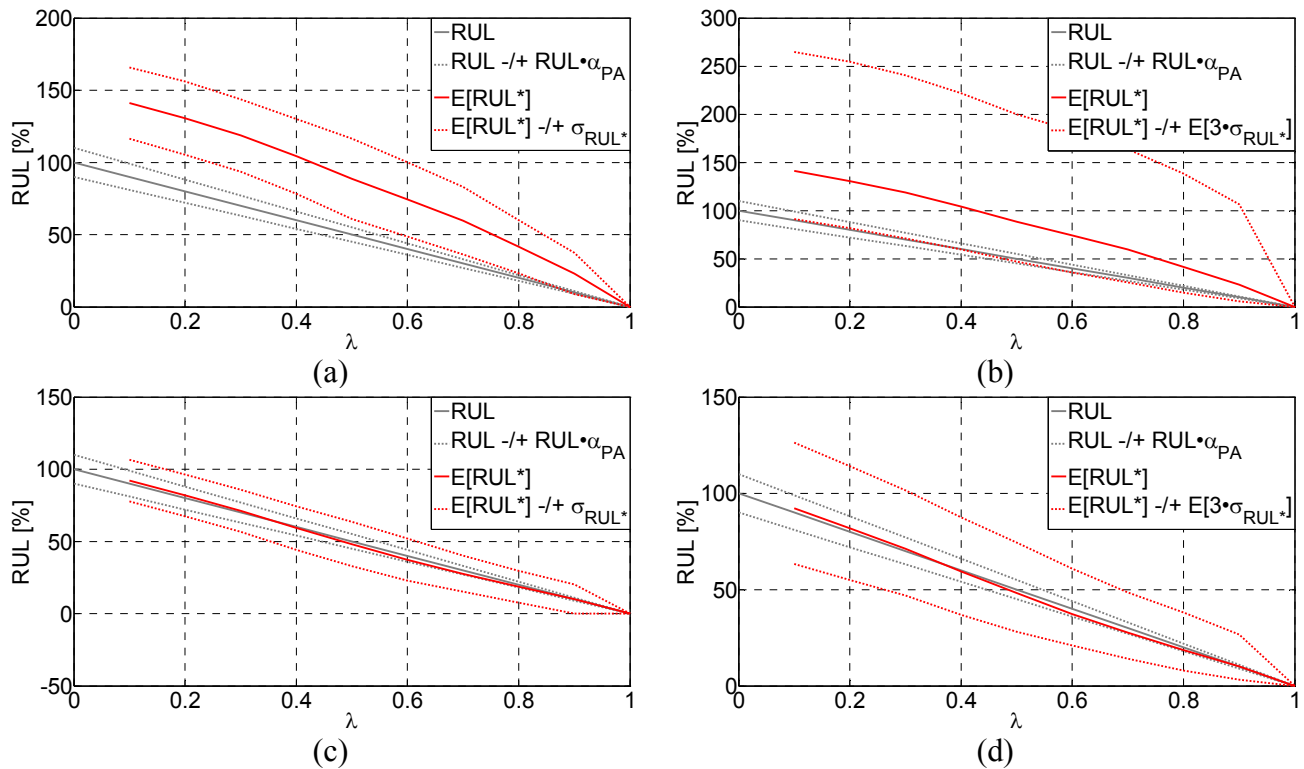 200
150
100
50
0
RUL [%]
0 0.2 0.4 0.6 0.8 1
λ
RUL
RUL -/+ RUL•α_PA
E[RUL*]
E[RUL*] -/+ σ_RUL*
(a)
300
250
200
150
100
50
0
RUL [%]
0 0.2 0.4 0.6 0.8 1
λ
RUL
RUL -/+ RUL•α_PA
E[RUL*]
E[RUL*] -/+ E[3•σ_RUL*]
(b)
150
100
50
0
-50
RUL [%]
0 0.2 0.4 0.6 0.8 1
λ
RUL
RUL -/+ RUL•α_PA
E[RUL*]
E[RUL*] -/+ σ_RUL*
(c)
150
100
50
0
RUL [%]
0 0.2 0.4 0.6 0.8 1
λ
RUL
RUL -/+ RUL•α_PA
E[RUL*]
E[RUL*] -/+ E[3•σ_RUL*]
(d)